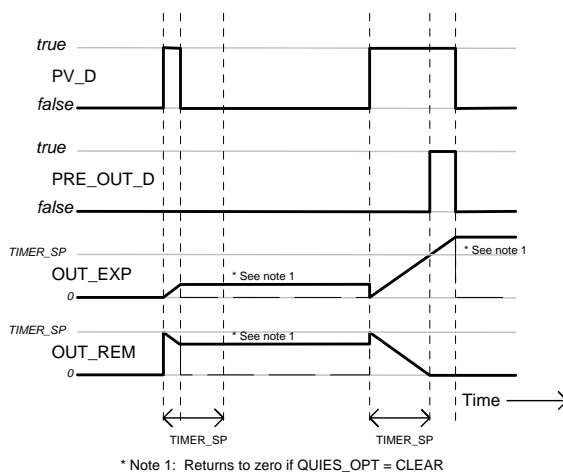 true
PV_D
false
true
PRE_OUT_D
false
TIMER_SP
* See note 1
OUT_EXP
* See note 1
0
TIMER_SP
* See note 1
OUT_REM
0
Time
TIMER_SP
TIMER_SP
* Note 1: Returns to zero if QUIES_OPT = CLEAR